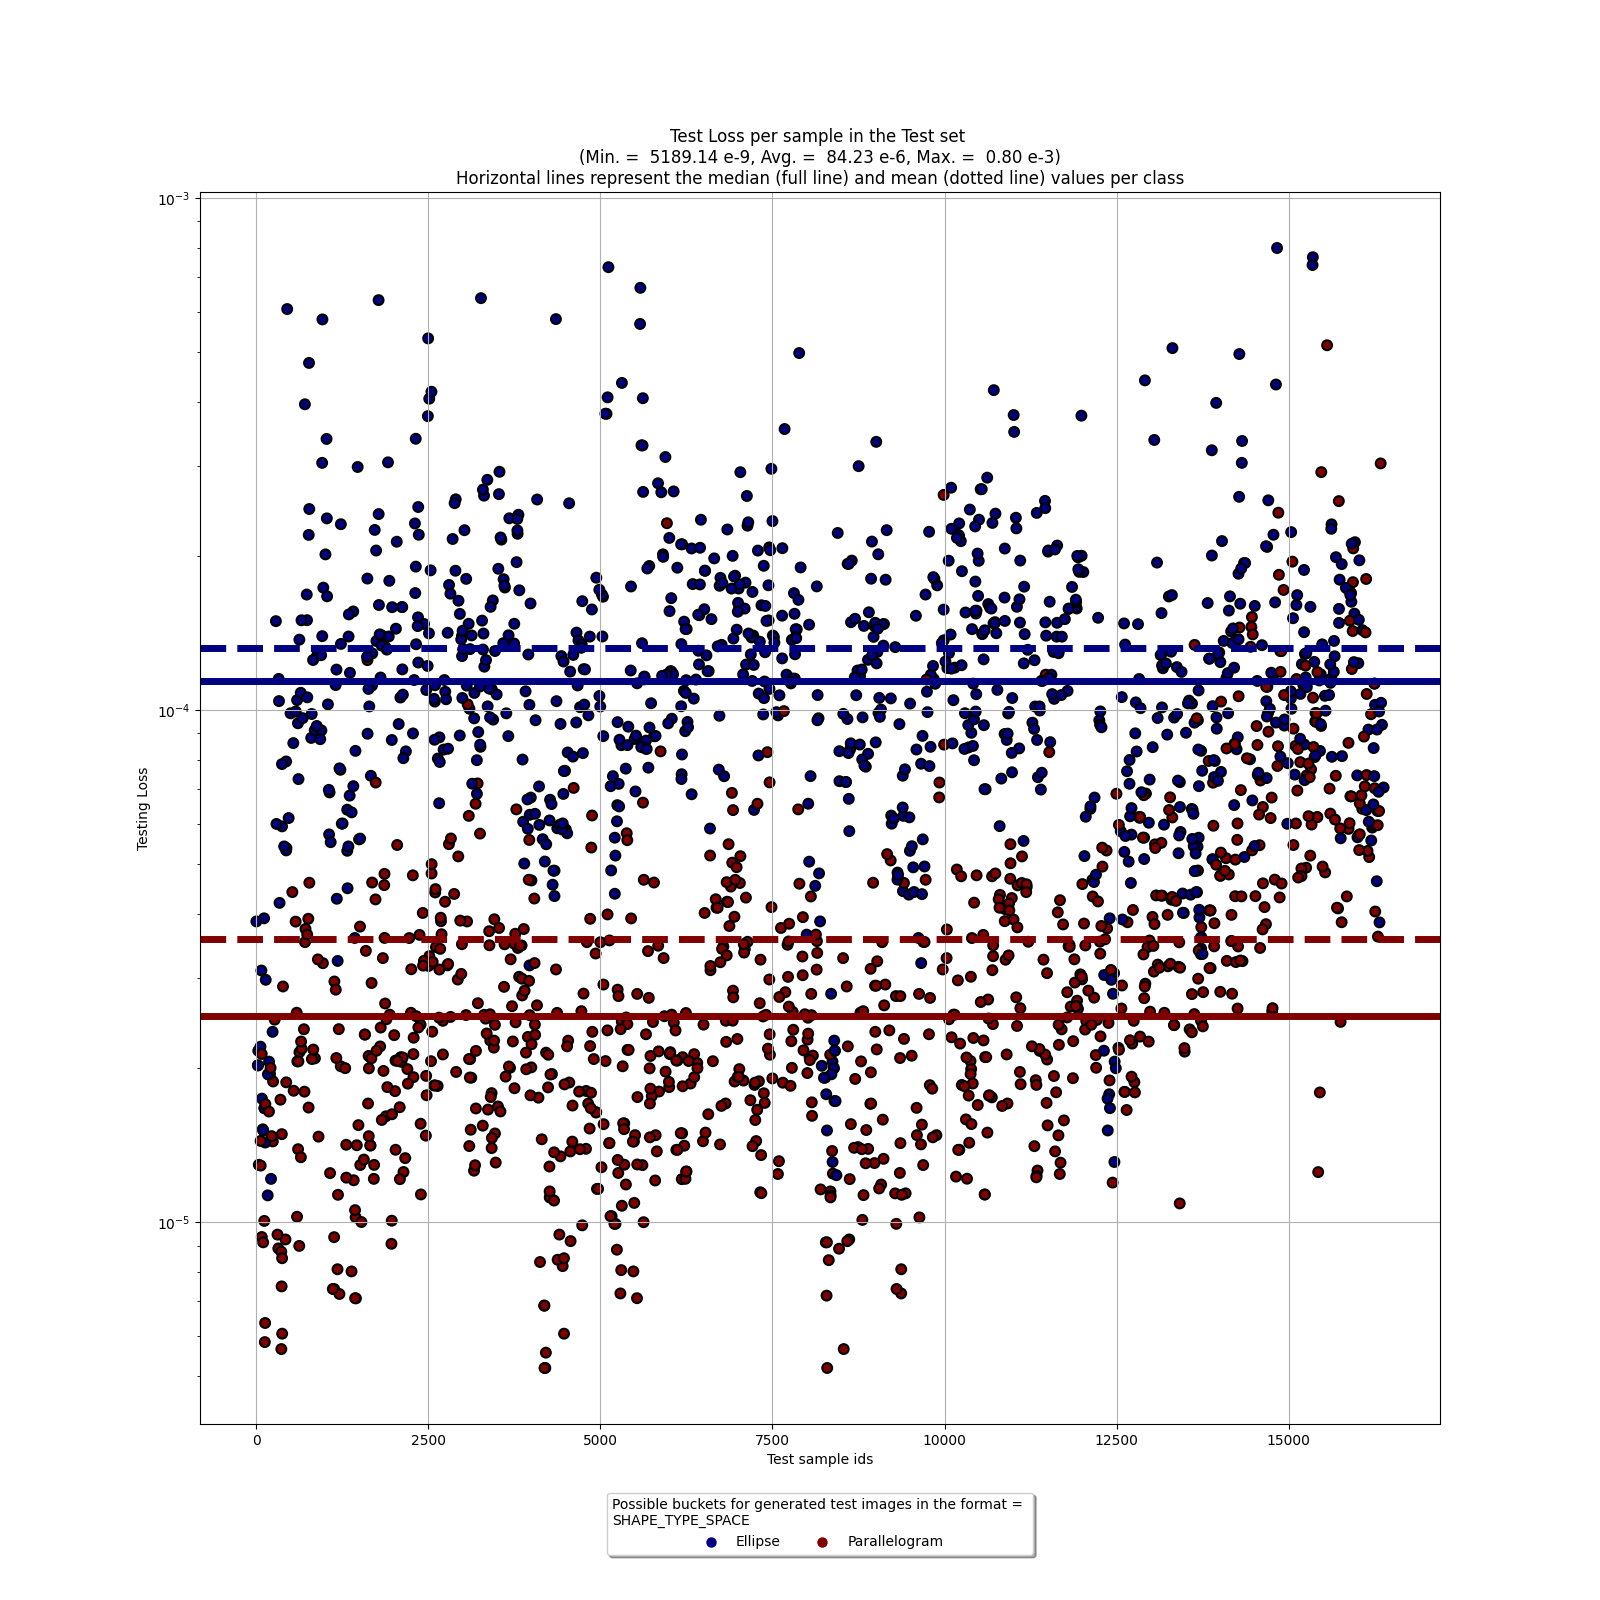 Test Loss per sample in the Test set
(Min. = 5189.14 e-9, Avg. = 84.23 e-6, Max. = 0.80 e-3)
Horizontal lines represent the median (full line) and mean (dotted line) values per class
10⁻³
10⁻⁴
10⁻⁵
Testing Loss
0 2500 5000 7500 10000 12500 15000
Test sample ids
Possible buckets for generated test images in the format =
SHAPE_TYPE_SPACE
Ellipse Parallelogram